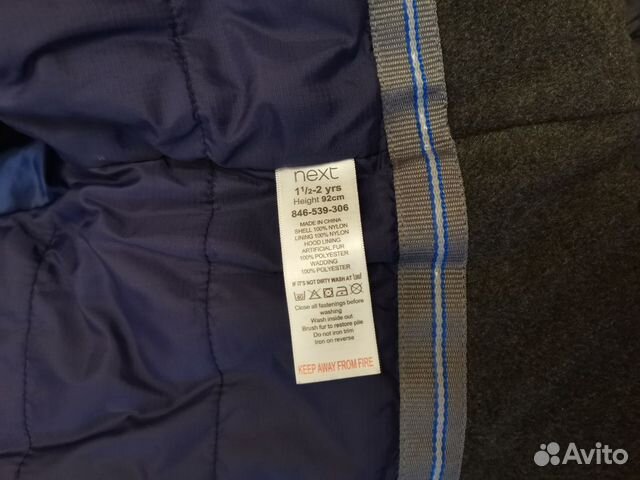 next
1½-2 yrs
Height 92cm
846-539-306
MADE IN CHINA
SHELL 100% NYLON
LINING 100% NYLON
HOOD LINING
ARTIFICIAL FUR
100% POLYESTER
WADDING
100% POLYESTER
IF IT'S NOT DIRTY WASH AT
Close all fastenings before
washing
Wash inside out
Brush fur to restore pile
Do not iron trim
Iron on reverse
KEEP AWAY FROM FIRE
Avito